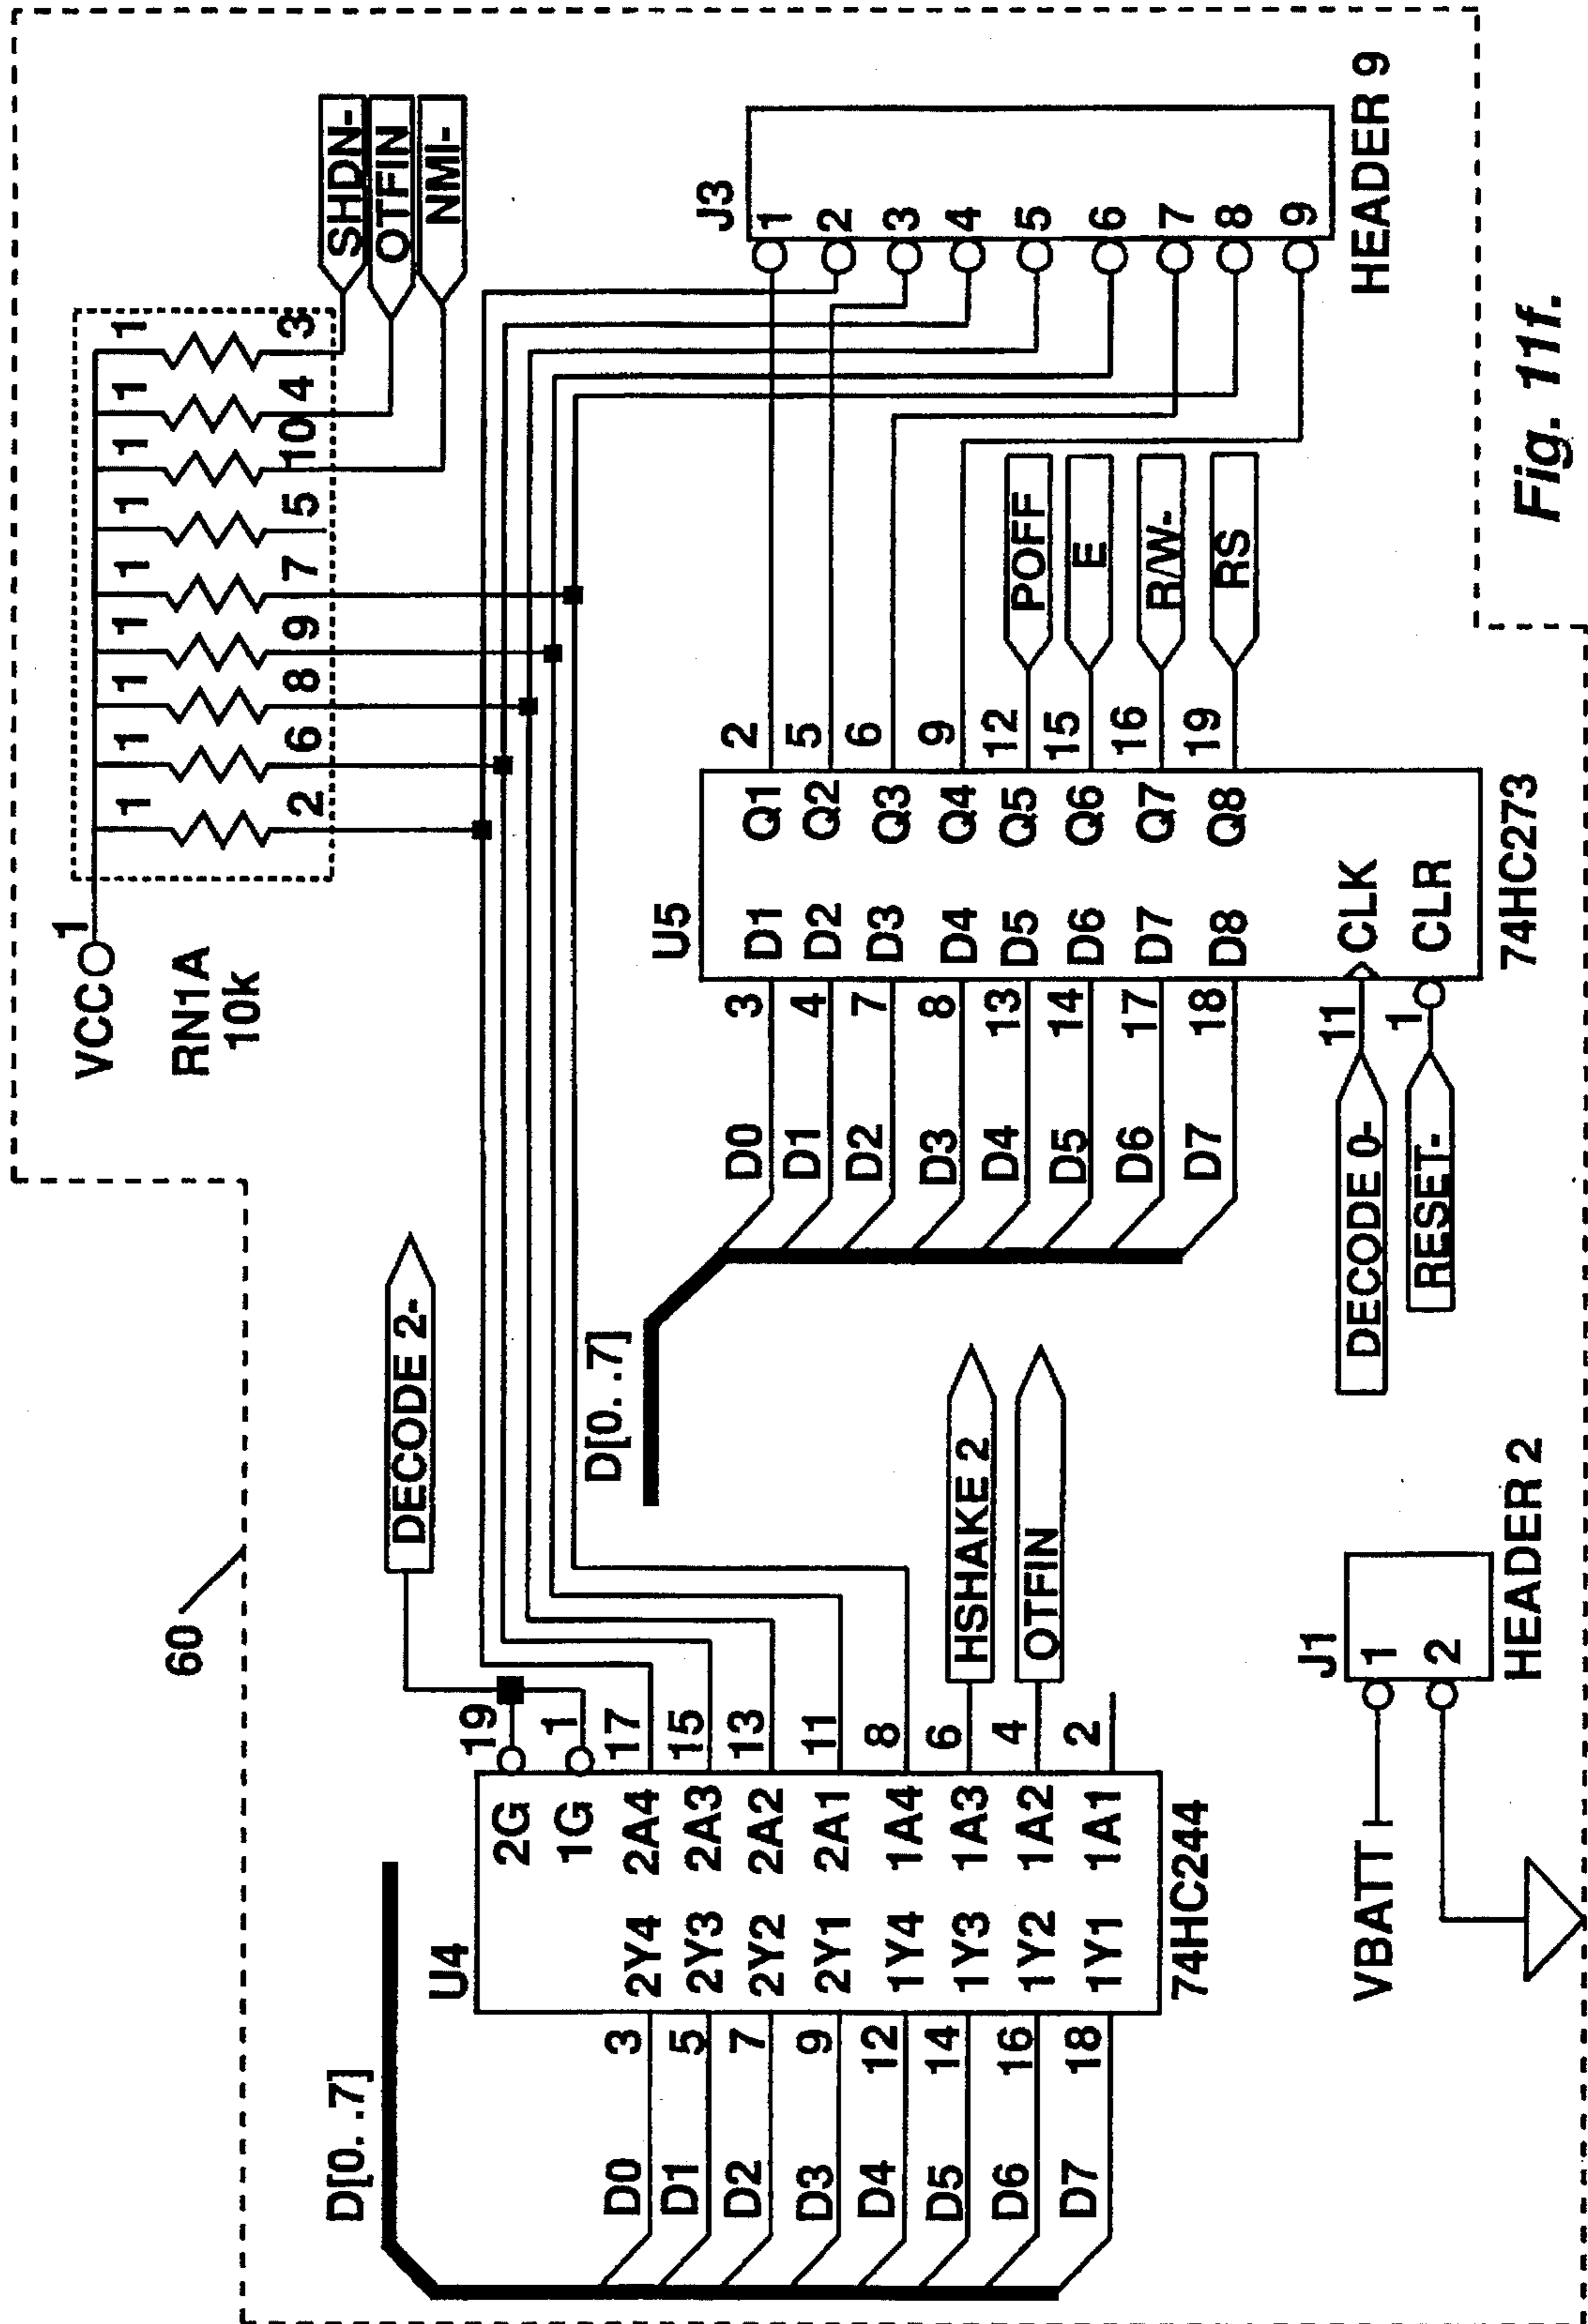 60
VCC 1
RN1A
10k
1 1 1 1 1 1 1 1 1
2 6 8 9 7 5 10 4 3
SHDN-
OTFIN
NMI-
DECODE 2-
D[0. .7]
U4
19
2G
1
1G
D0 3 2Y4 2A4 17
D1 5 2Y3 2A3 15
D2 7 2Y2 2A2 13
D3 9 2Y1 2A1 11
D4 12 1Y4 1A4 8
D5 14 1Y3 1A3 6 HSHAKE 2
D6 16 1Y2 1A2 4 OTFIN
D7 18 1Y1 1A1 2
74HC244
D[0. .7]
U5
D0 3 D1 Q1 2
D1 4 D2 Q2 5
D2 7 D3 Q3 6
D3 8 D4 Q4 9
D4 13 D5 Q5 12 POFF
D5 14 D6 Q6 15 E
D6 17 D7 Q7 16 R/W-
D7 18 D8 Q8 19 RS
DECODE 0- 11 CLK
RESET- 1 CLR
74HC273
J3
1
2
3
4
5
6
7
8
9
HEADER 9
VBATT
J1
1
2
HEADER 2
Fig. 11f.